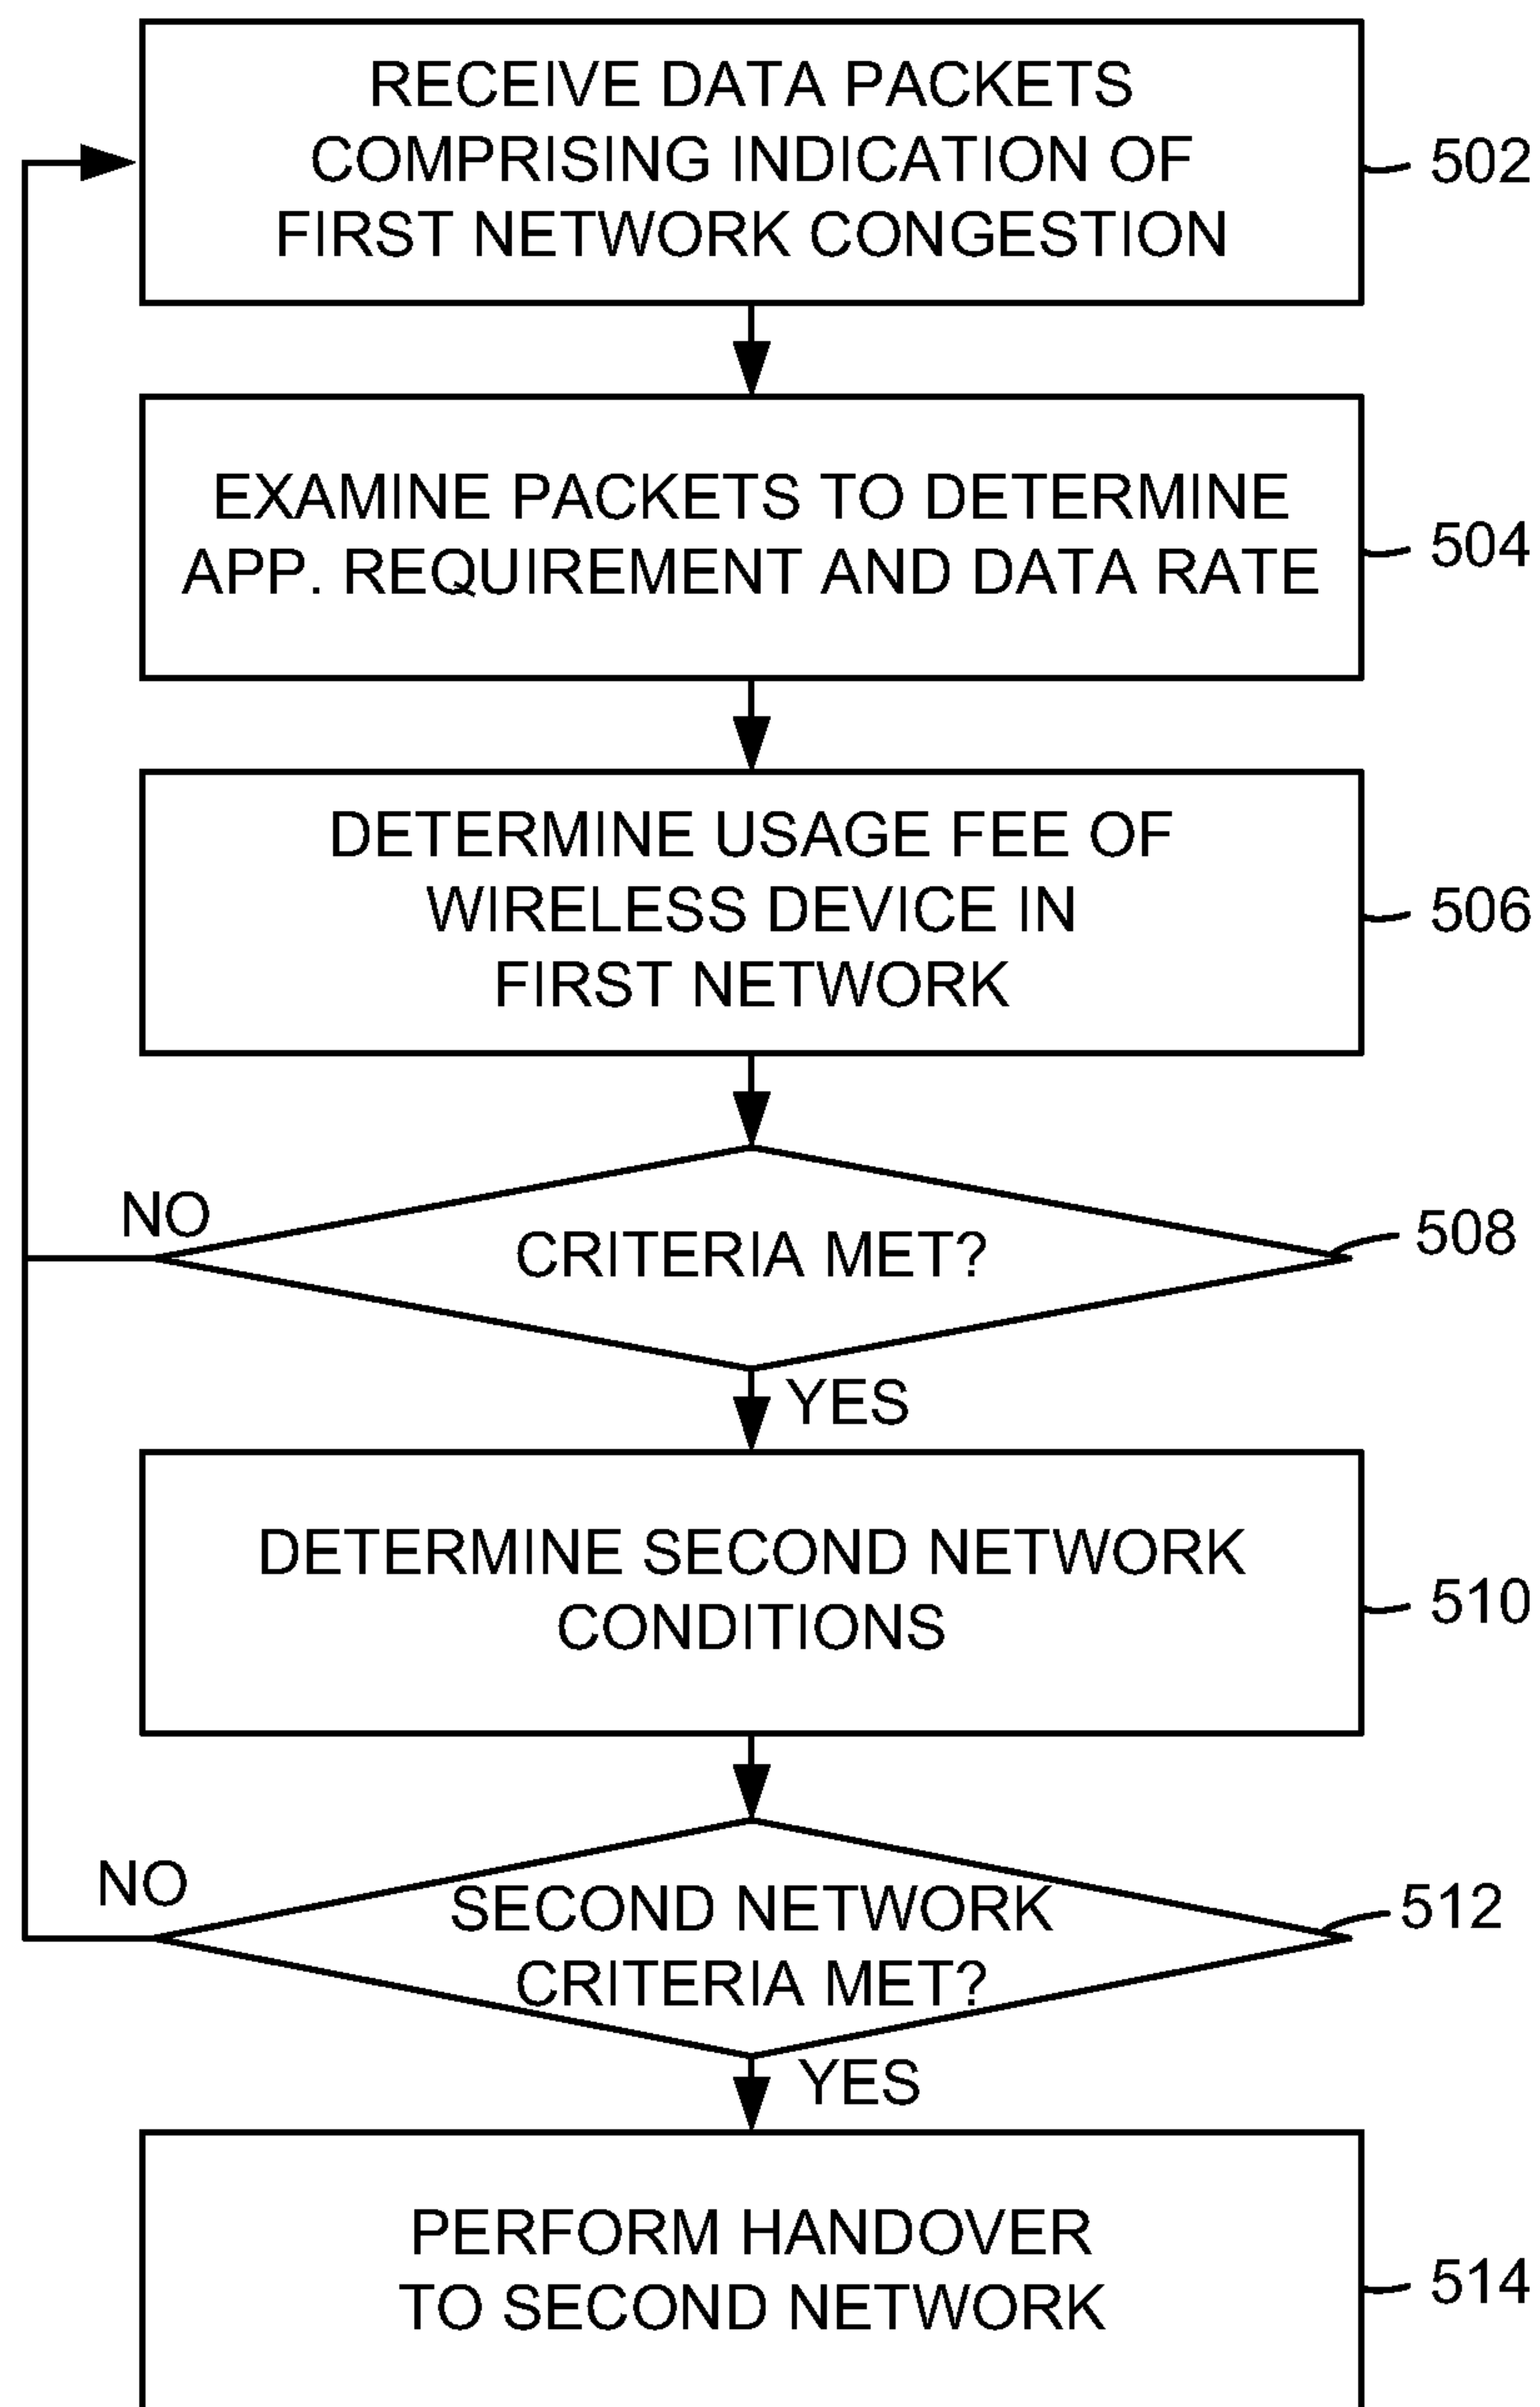 RECEIVE DATA PACKETS
COMPRISING INDICATION OF
FIRST NETWORK CONGESTION
502
EXAMINE PACKETS TO DETERMINE
APP. REQUIREMENT AND DATA RATE
504
DETERMINE USAGE FEE OF
WIRELESS DEVICE IN
FIRST NETWORK
506
NO
CRITERIA MET?
508
YES
DETERMINE SECOND NETWORK
CONDITIONS
510
NO
SECOND NETWORK
CRITERIA MET?
512
YES
PERFORM HANDOVER
TO SECOND NETWORK
514